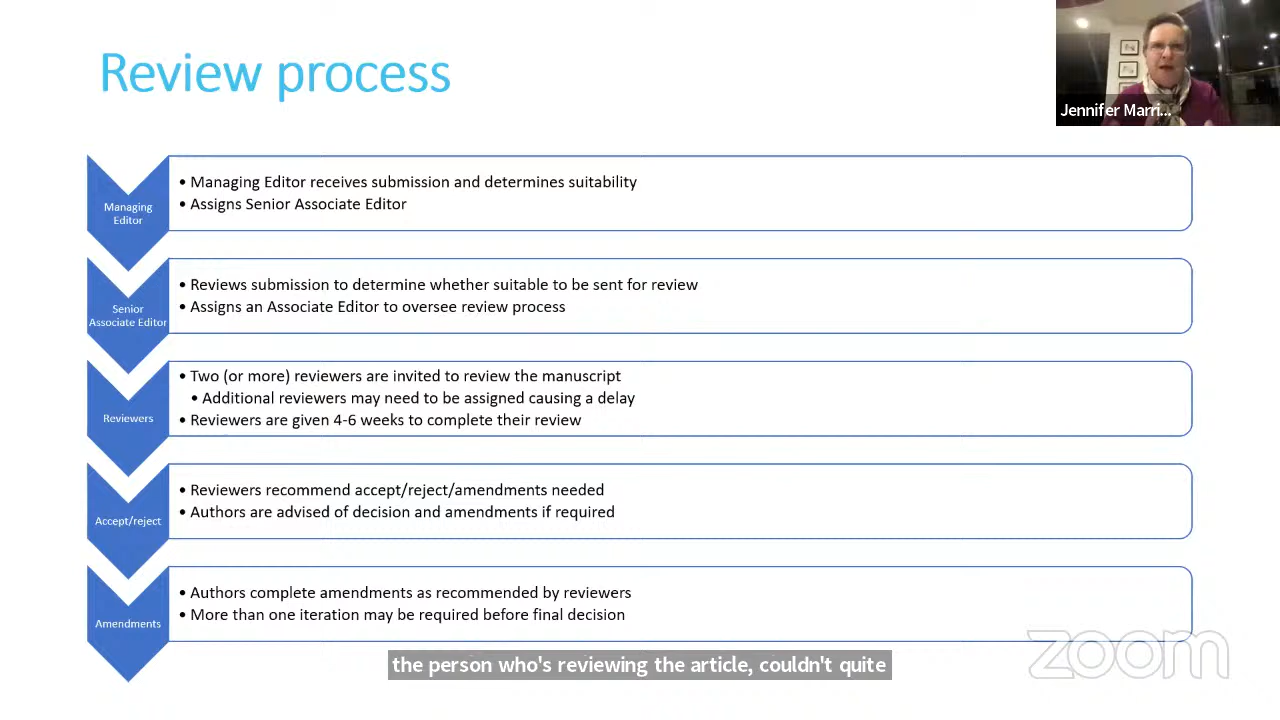 Review process
Jennifer Marri...
Managing
Editor
• Managing Editor receives submission and determines suitability
• Assigns Senior Associate Editor
Senior
Associate Editor
• Reviews submission to determine whether suitable to be sent for review
• Assigns an Associate Editor to oversee review process
Reviewers
• Two (or more) reviewers are invited to review the manuscript
• Additional reviewers may need to be assigned causing a delay
• Reviewers are given 4-6 weeks to complete their review
Accept/reject
• Reviewers recommend accept/reject/amendments needed
• Authors are advised of decision and amendments if required
Amendments
• Authors complete amendments as recommended by reviewers
• More than one iteration may be required before final decision
zoom
the person who's reviewing the article, couldn't quite